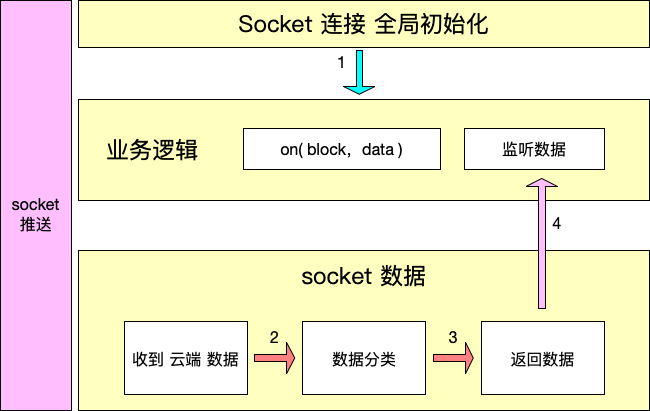 Socket 连接 全局初始化
1
业务逻辑
on( block，data )
监听数据
socket
推送
4
socket 数据
收到 云端 数据
2
数据分类
3
返回数据